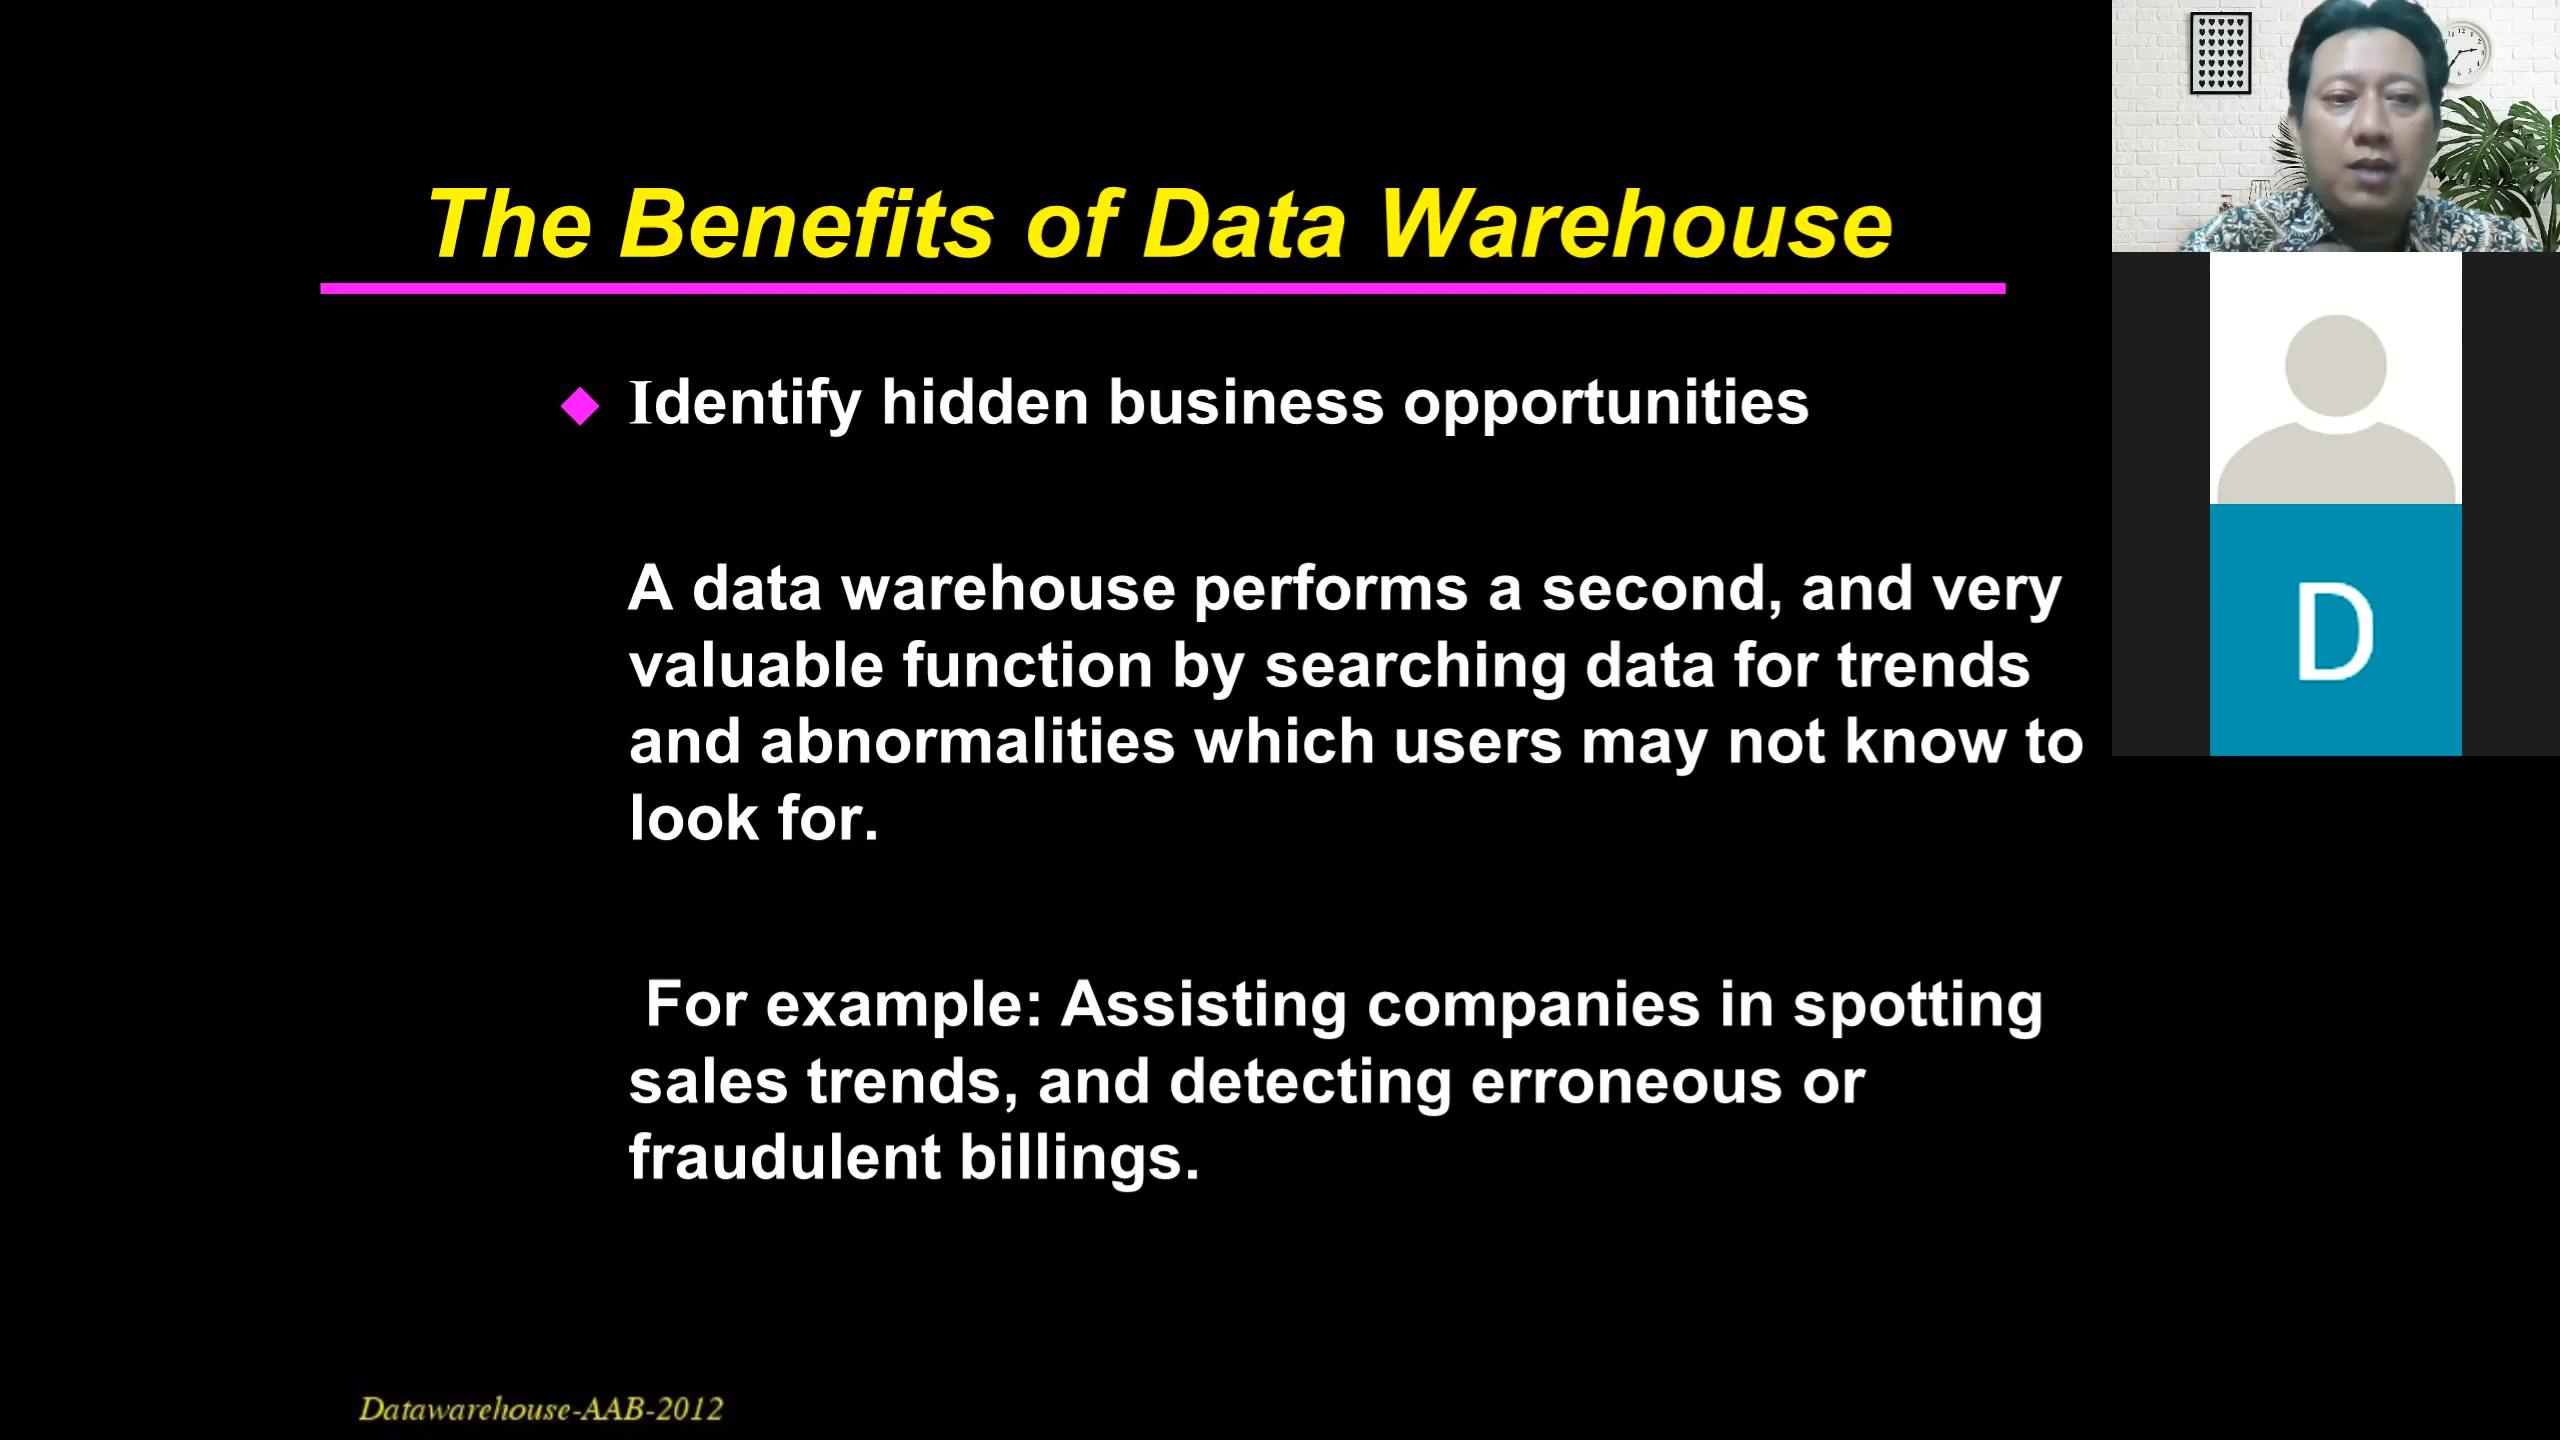 The Benefits of Data Warehouse
Identify hidden business opportunities
A data warehouse performs a second, and very
valuable function by searching data for trends
and abnormalities which users may not know to
look for.
For example: Assisting companies in spotting
sales trends, and detecting erroneous or
fraudulent billings.
Datawarehouse-AAB-2012
D